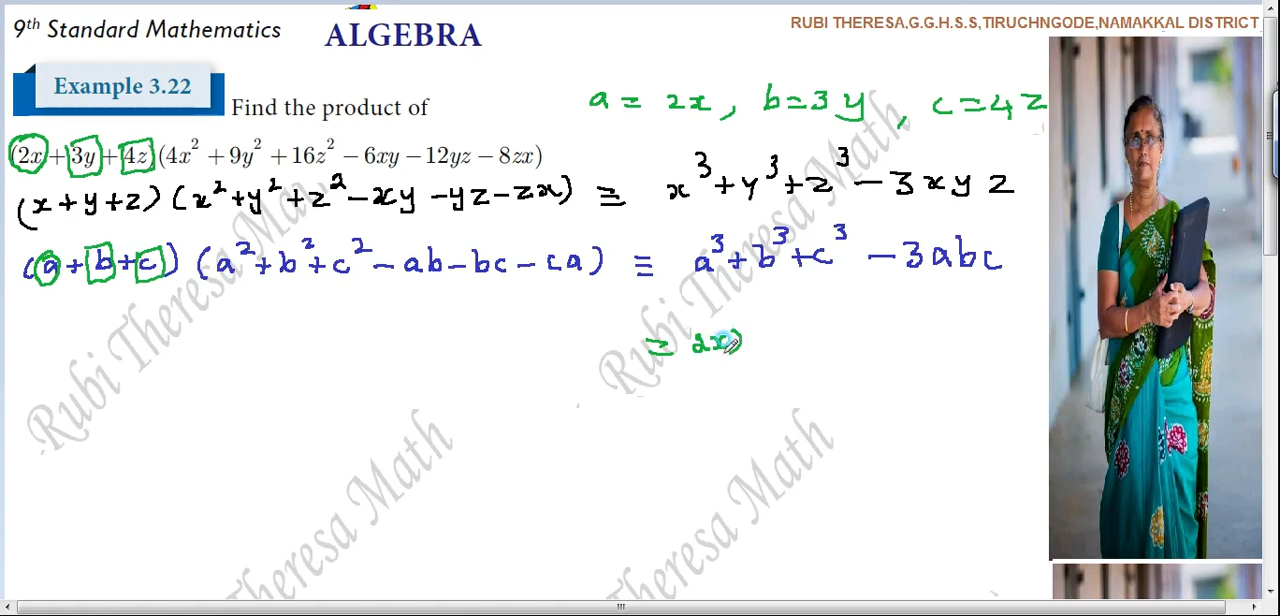 9th Standard Mathematics
ALGEBRA
RUBI THERESA,G.G.H.S.S,TIRUCHNGODE,NAMAKKAL DISTRICT
Example 3.22
Find the product of
a = 2x, b=3y, c=4z
(2x+3y+4z)(4x² + 9y² + 16z² − 6xy − 12yz − 8zx)
(x+y+z)(x²+y²+z²−xy−yz−zx) ≡ x³+y³+z³−3xyz
(a+b+c)(a²+b²+c²−ab−bc−ca) ≡ a³+b³+c³−3abc
= 2x)
Rubi Theresa Math
Rubi Theresa Math
Rubi Theresa Math
Rubi Theresa Math